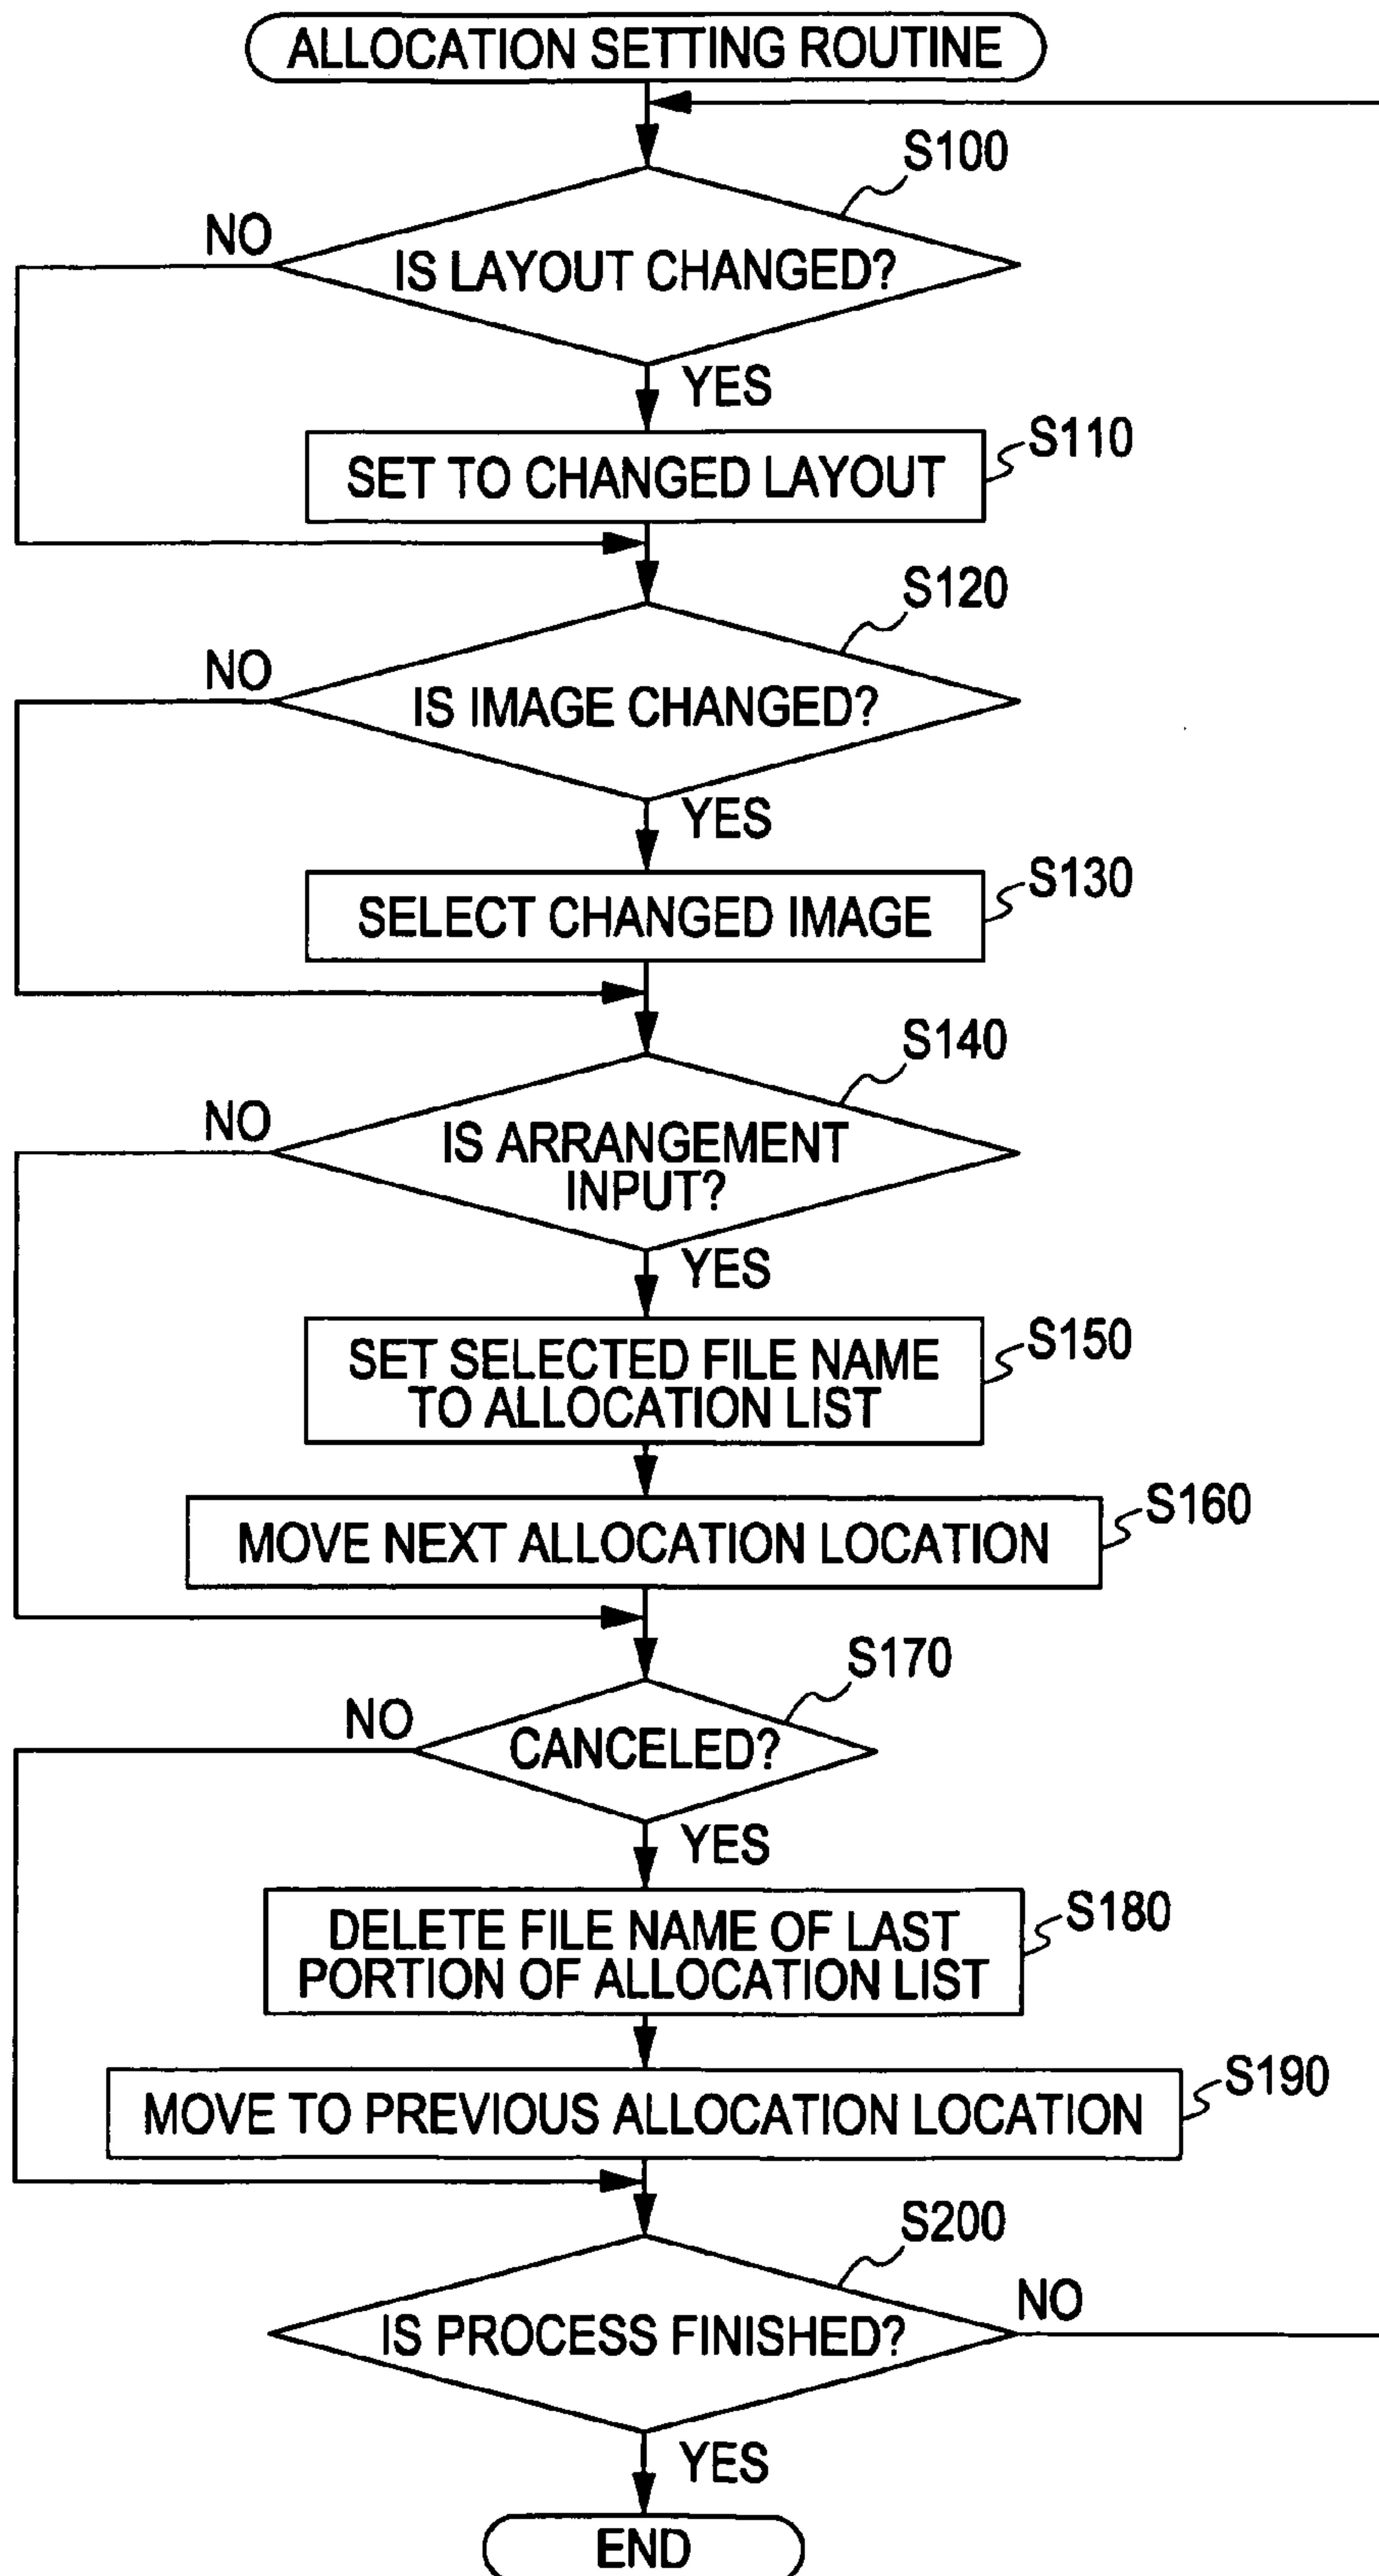 ALLOCATION SETTING ROUTINE
S100
NO
IS LAYOUT CHANGED?
YES
S110
SET TO CHANGED LAYOUT
S120
NO
IS IMAGE CHANGED?
YES
S130
SELECT CHANGED IMAGE
S140
NO
IS ARRANGEMENT
INPUT?
YES
S150
SET SELECTED FILE NAME
TO ALLOCATION LIST
S160
MOVE NEXT ALLOCATION LOCATION
S170
NO
CANCELED?
YES
S180
DELETE FILE NAME OF LAST
PORTION OF ALLOCATION LIST
S190
MOVE TO PREVIOUS ALLOCATION LOCATION
S200
NO
IS PROCESS FINISHED?
YES
END